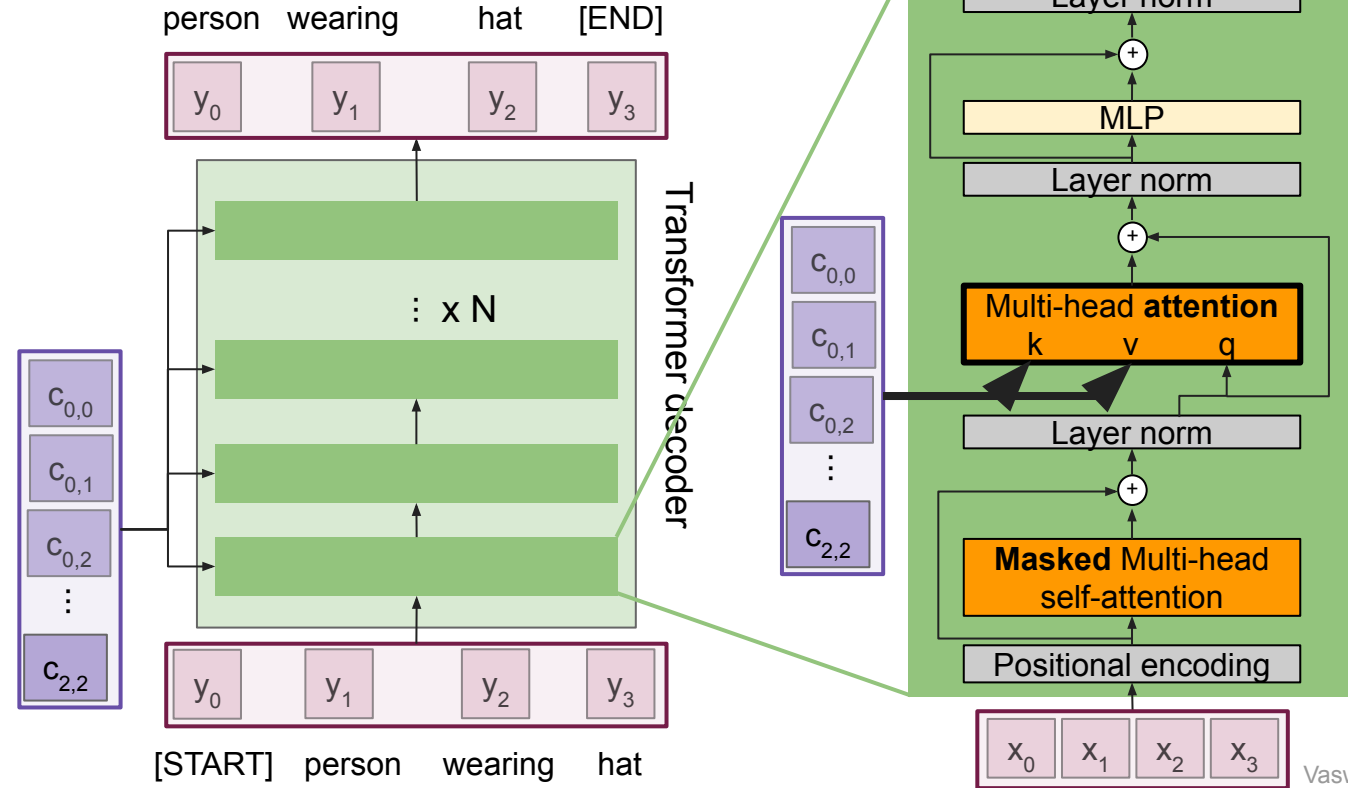 person wearing hat [END]
y0 y1 y2 y3
Transformer decoder
⋮ x N
c0,0
c0,1
c0,2
⋮
c2,2
y0 y1 y2 y3
[START] person wearing hat
Layer norm
+
MLP
Layer norm
+
Multi-head attention
k v q
c0,0
c0,1
c0,2
⋮
c2,2
Layer norm
+
Masked Multi-head
self-attention
Positional encoding
x0 x1 x2 x3